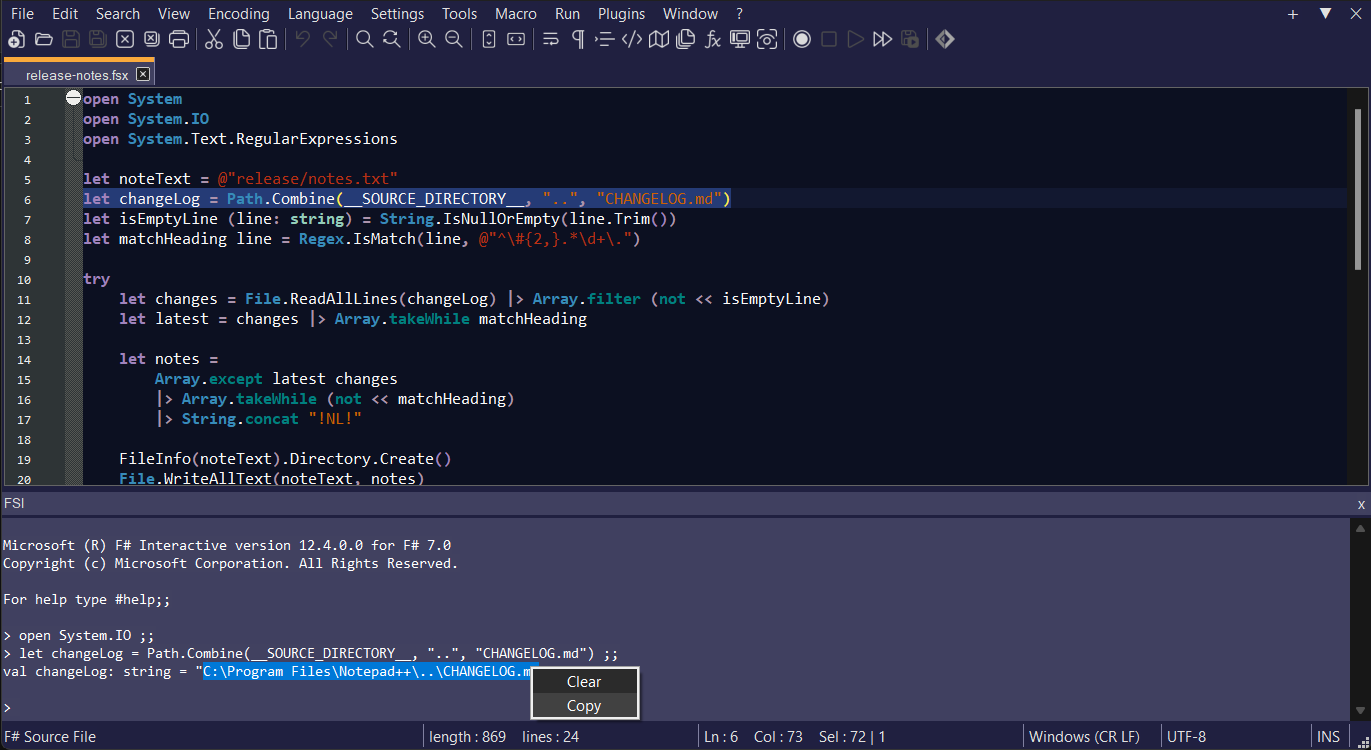 File Edit Search View Encoding Language Settings Tools Macro Run Plugins Window ?
release-notes.fsx
1 open System
2 open System.IO
3 open System.Text.RegularExpressions
4
5 let noteText = @"release/notes.txt"
6 let changeLog = Path.Combine(__SOURCE_DIRECTORY__, "..", "CHANGELOG.md")
7 let isEmptyLine (line: string) = String.IsNullOrEmpty(line.Trim())
8 let matchHeading line = Regex.IsMatch(line, @"^\#{2,}.*\d+\.")
9
10 try
11 let changes = File.ReadAllLines(changeLog) |> Array.filter (not << isEmptyLine)
12 let latest = changes |> Array.takeWhile matchHeading
13
14 let notes =
15 Array.except latest changes
16 |> Array.takeWhile (not << matchHeading)
17 |> String.concat "!NL!"
18
19 FileInfo(noteText).Directory.Create()
20 File.WriteAllText(noteText, notes)
FSI x
Microsoft (R) F# Interactive version 12.4.0.0 for F# 7.0
Copyright (c) Microsoft Corporation. All Rights Reserved.
For help type #help;;
> open System.IO ;;
> let changeLog = Path.Combine(__SOURCE_DIRECTORY__, "..", "CHANGELOG.md") ;;
val changeLog: string = "C:\Program Files\Notepad++\..\CHANGELOG.m
Clear
Copy
>
F# Source File length : 869 lines : 24 Ln : 6 Col : 73 Sel : 72 | 1 Windows (CR LF) UTF-8 INS